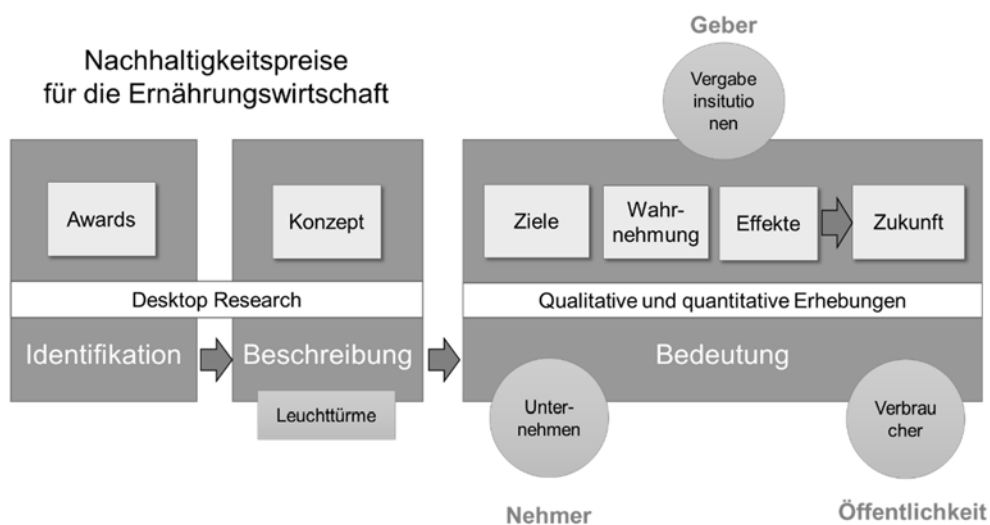 Geber
Nachhaltigkeitspreise
für die Ernährungswirtschaft
Vergabe
insitutio
nen
Awards
Konzept
Ziele
Wahr-
nehmung
Effekte
Zukunft
Desktop Research
Qualitative und quantitative Erhebungen
Identifikation
Beschreibung
Bedeutung
Leuchttürme
Unter-
nehmen
Verbrau
cher
Nehmer
Öffentlichkeit